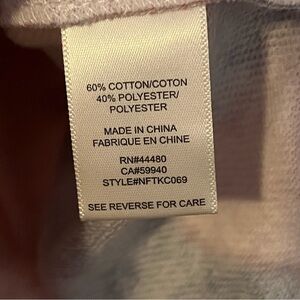 60% COTTON/COTON
40% POLYESTER/
POLYESTER
MADE IN CHINA
FABRIQUE EN CHINE
RN#44480
CA#59940
STYLE#NFTKC069
SEE REVERSE FOR CARE